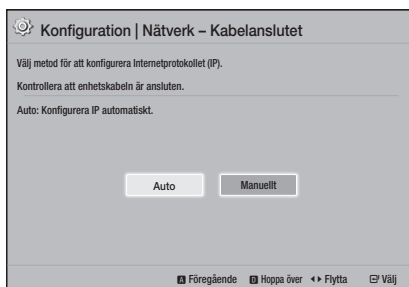 Konfiguration | Nätverk – Kabelanslutet
Välj metod för att konfigurera Internetprotokollet (IP).
Kontrollera att enhetskabeln är ansluten.
Auto: Konfigurera IP automatiskt.
Auto Manuellt
A Föregående D Hoppa över ◂▸ Flytta Välj